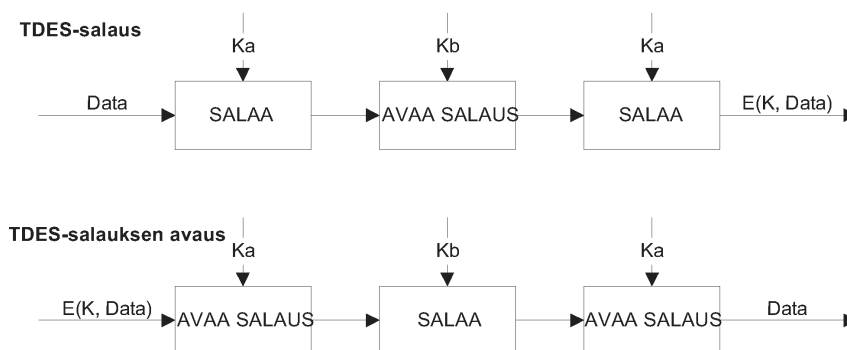 TDES-salaus
Ka Kb Ka
Data SALAA AVAA SALAUS SALAA E(K, Data)
TDES-salauksen avaus
Ka Kb Ka
E(K, Data) AVAA SALAUS SALAA AVAA SALAUS Data